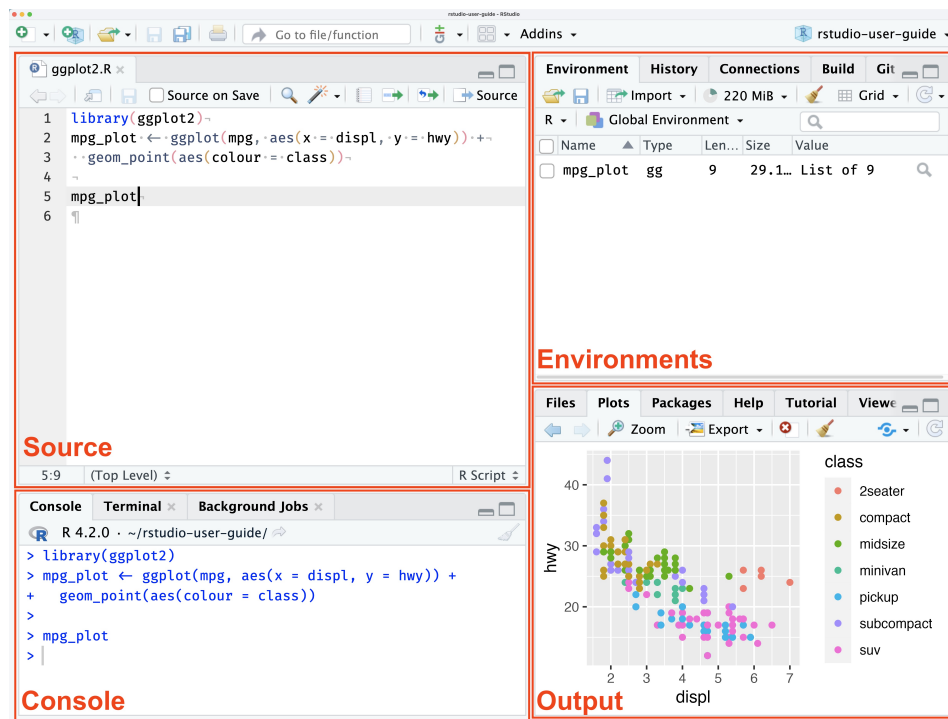 rstudio-user-guide - RStudio
Go to file/function
Addins
rstudio-user-guide
ggplot2.R
Source on Save
Source
1 library(ggplot2)
2 mpg_plot ← ggplot(mpg, aes(x = displ, y = hwy)) +
3   geom_point(aes(colour = class))
4
5 mpg_plot
6 ¶
Source
5:9 (Top Level) R Script
Environment History Connections Build Git
Import 220 MiB Grid
R Global Environment
Name Type Len... Size Value
mpg_plot gg 9 29.1... List of 9
Environments
Console Terminal Background Jobs
R 4.2.0 · ~/rstudio-user-guide/
> library(ggplot2)
> mpg_plot ← ggplot(mpg, aes(x = displ, y = hwy)) +
+   geom_point(aes(colour = class))
>
> mpg_plot
>
Console
Files Plots Packages Help Tutorial Viewe
Zoom Export
hwy
40
30
20
2 3 4 5 6 7
displ
class
2seater
compact
midsize
minivan
pickup
subcompact
suv
Output